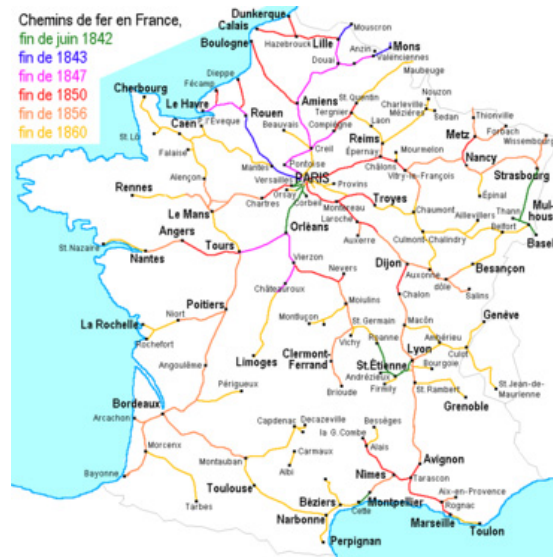 Chemins de fer en France,
fin de juin 1842
fin de 1843
fin de 1847
fin de 1850
fin de 1856
fin de 1860
Dunkerque
Calais
Boulogne
Mouscron
Lille
Hazebrouck
Anzin
Mons
Douai
Valenciennes
Maubeuge
Dieppe
Fécamp
Cherbourg
Le Havre
Amiens
St.Quentin
Nouzon
Tergnier
Charleville
Mézières
Sedan
Thionville
Rouen
Laon
Forbach
Wissembourg
Caen
l'Évêque
Beauvais
Compiègne
Reims
Metz
St. Lô
Creil
Mourmelon
Épernay
Falaise
Mantes
Pontoise
Châlons
Nancy
Strasbourg
PARIS
Vitry-le-François
Alençon
Versailles
Provins
Orsay
Corbeil
Rennes
Chartres
Montereau
Troyes
Épinal
Mul-
hous
Chaumont
Aillevillers
Thann
Le Mans
Laroche
Orléans
Belfort
Basel
Angers
Auxerre
Culmont-Chalindry
St. Nazaire
Tours
Vierzon
Nantes
Dijon
Auxonne
Besançon
Nevers
dôle
Châteauroux
Chalon
Salins
Poitiers
Moiulins
Niort
Montluçon
St. Germain
Mâcon
Genève
La Rochelle
Roanne
Ambérieu
Rochefort
Vichy
Lyon
Culoz
Limoges
Clermont-
Ferrand
St.Étienne
Bourgoin
Angoulême
Andrézieux
St. Jean-de-
Maurienne
Firmily
St. Rambert
Périgueux
Brioude
Grenoble
Bordeaux
Arcachon
Capdenac
Decazeville
Bessèges
la G.Combe
Morcenx
Carmaux
Alais
Montauban
Avignon
Albi
Nîmes
Bayonne
Tarascon
Toulouse
Aix-en-Provence
Béziers
Montpellier
Rognac
Tarbes
Cette
Narbonne
Marseille
Toulon
Perpignan